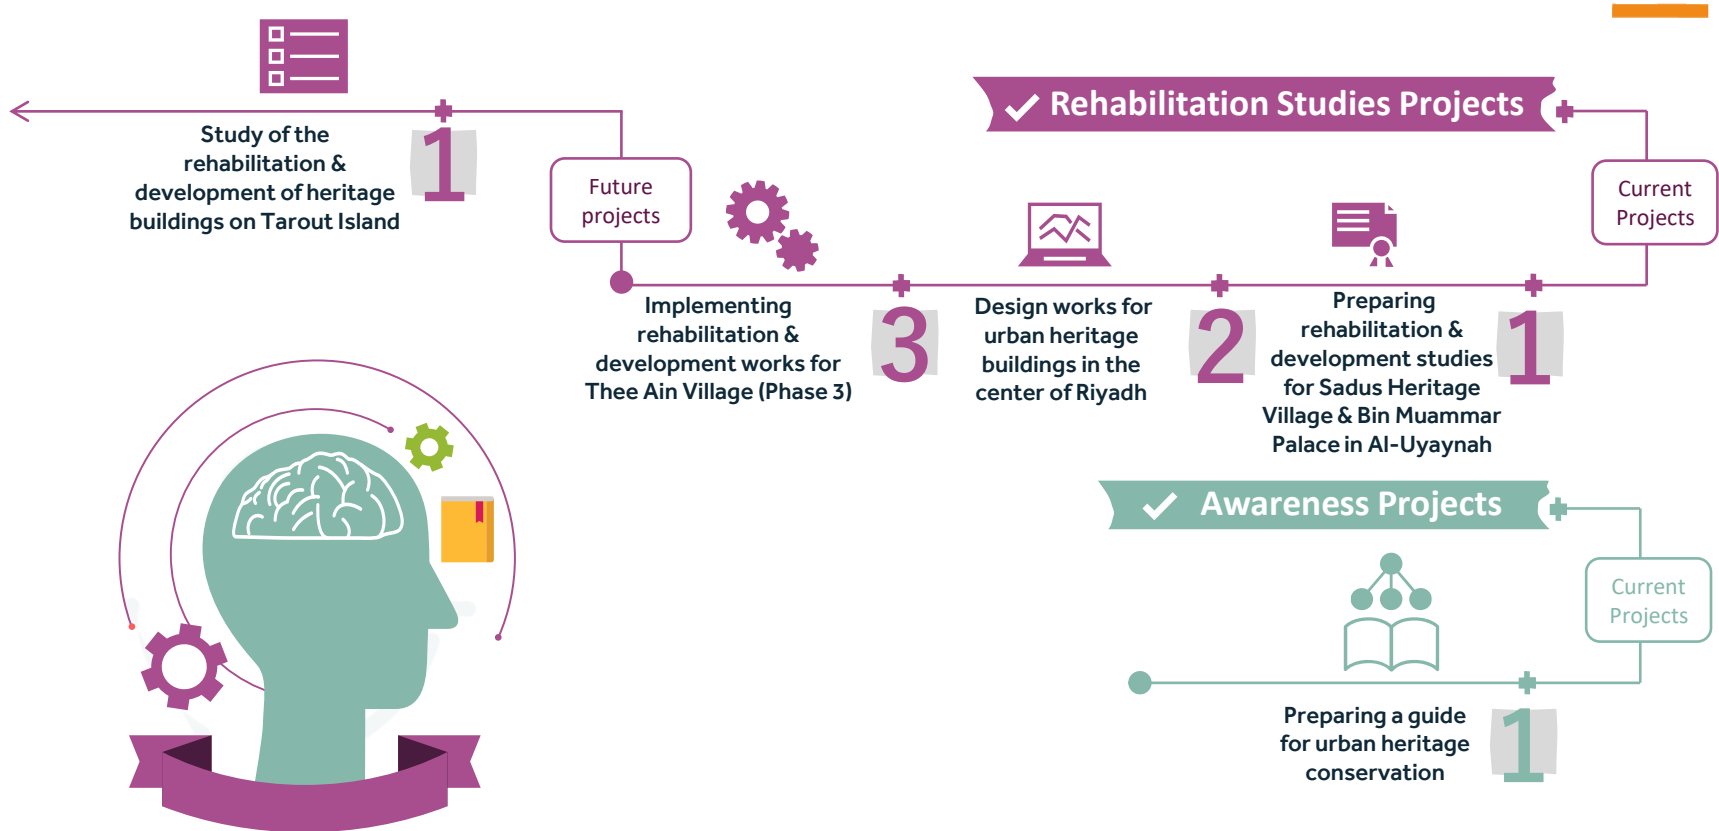 Rehabilitation Studies Projects
Current
Projects
1
Preparing
rehabilitation &
development studies
for Sadus Heritage
Village & Bin Muammar
Palace in Al-Uyaynah
2
Design works for
urban heritage
buildings in the
center of Riyadh
3
Implementing
rehabilitation &
development works for
Thee Ain Village (Phase 3)
Future
projects
1
Study of the
rehabilitation &
development of heritage
buildings on Tarout Island
Awareness Projects
Current
Projects
1
Preparing a guide
for urban heritage
conservation